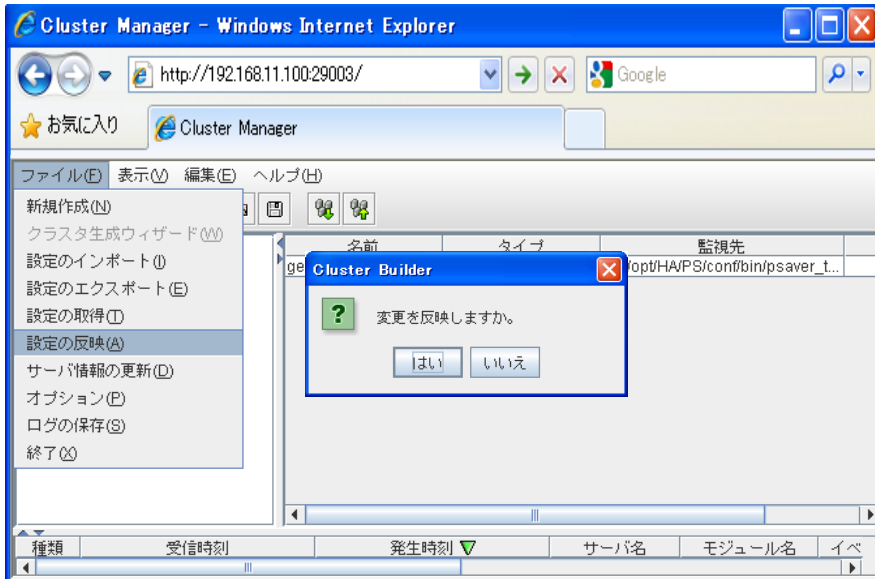 Cluster Manager - Windows Internet Explorer
http://192.168.11.100:29003/
Google
お気に入り
Cluster Manager
ファイル(F) 表示(V) 編集(E) ヘルプ(H)
新規作成(N)
クラスタ生成ウィザード(W)
設定のインポート(I)
設定のエクスポート(E)
設定の取得(T)
設定の反映(A)
サーバ情報の更新(D)
オプション(P)
ログの保存(S)
終了(X)
名前 タイプ 監視先
ge /opt/HA/PS/conf/bin/psaver_t...
Cluster Builder
変更を反映しますか。
はい いいえ
種類 受信時刻 発生時刻 サーバ名 モジュール名 イベ